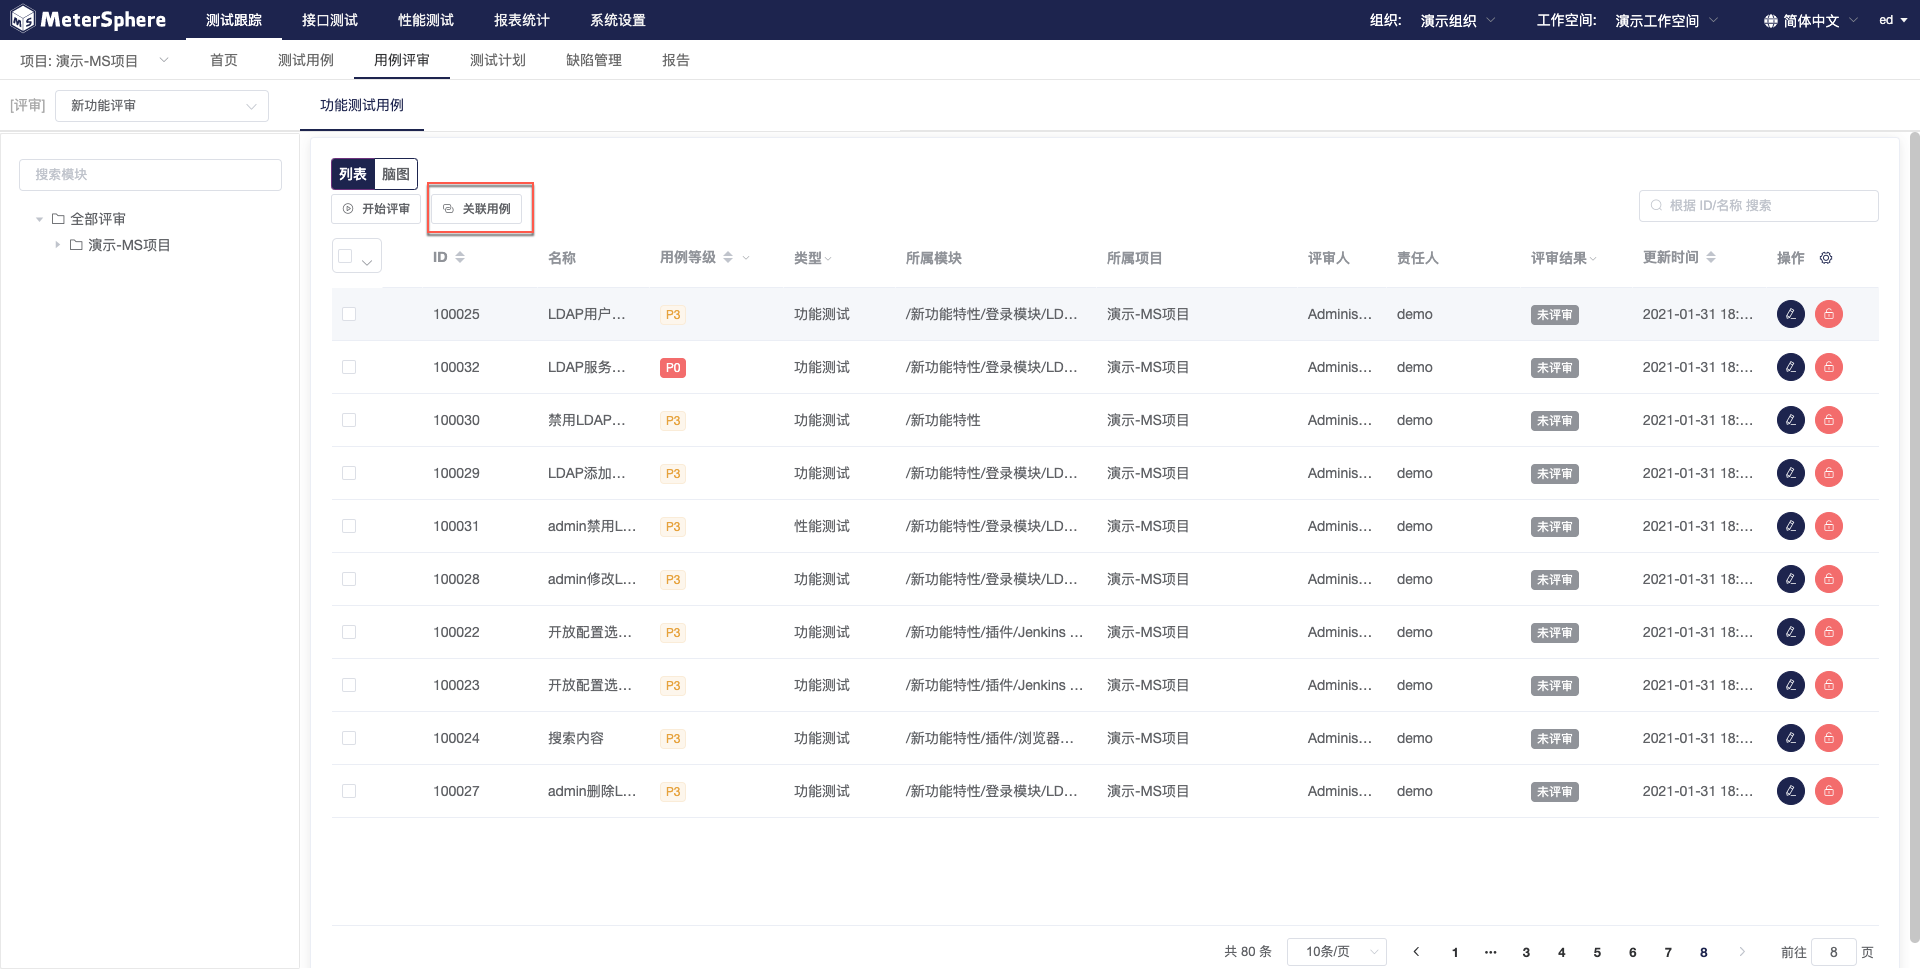 MeterSphere 测试跟踪 接口测试 性能测试 报表统计 系统设置 组织: 演示组织 工作空间: 演示工作空间 简体中文 ed
项目: 演示-MS项目 首页 测试用例 用例评审 测试计划 缺陷管理 报告
[评审] 新功能评审 功能测试用例
搜索模块
全部评审
演示-MS项目
列表 脑图
开始评审 关联用例
根据 ID/名称 搜索
ID 名称 用例等级 类型 所属模块 所属项目 评审人 责任人 评审结果 更新时间 操作
100025 LDAP用户... P3 功能测试 /新功能特性/登录模块/LD... 演示-MS项目 Adminis... demo 未评审 2021-01-31 18:...
100032 LDAP服务... P0 功能测试 /新功能特性/登录模块/LD... 演示-MS项目 Adminis... demo 未评审 2021-01-31 18:...
100030 禁用LDAP... P3 功能测试 /新功能特性 演示-MS项目 Adminis... demo 未评审 2021-01-31 18:...
100029 LDAP添加... P3 功能测试 /新功能特性/登录模块/LD... 演示-MS项目 Adminis... demo 未评审 2021-01-31 18:...
100031 admin禁用L... P3 性能测试 /新功能特性/登录模块/LD... 演示-MS项目 Adminis... demo 未评审 2021-01-31 18:...
100028 admin修改L... P3 功能测试 /新功能特性/登录模块/LD... 演示-MS项目 Adminis... demo 未评审 2021-01-31 18:...
100022 开放配置选... P3 功能测试 /新功能特性/插件/Jenkins ... 演示-MS项目 Adminis... demo 未评审 2021-01-31 18:...
100023 开放配置选... P3 功能测试 /新功能特性/插件/Jenkins ... 演示-MS项目 Adminis... demo 未评审 2021-01-31 18:...
100024 搜索内容 P3 功能测试 /新功能特性/插件/浏览器... 演示-MS项目 Adminis... demo 未评审 2021-01-31 18:...
100027 admin删除L... P3 功能测试 /新功能特性/登录模块/LD... 演示-MS项目 Adminis... demo 未评审 2021-01-31 18:...
共 80 条 10条/页 1 ... 3 4 5 6 7 8 前往 8 页